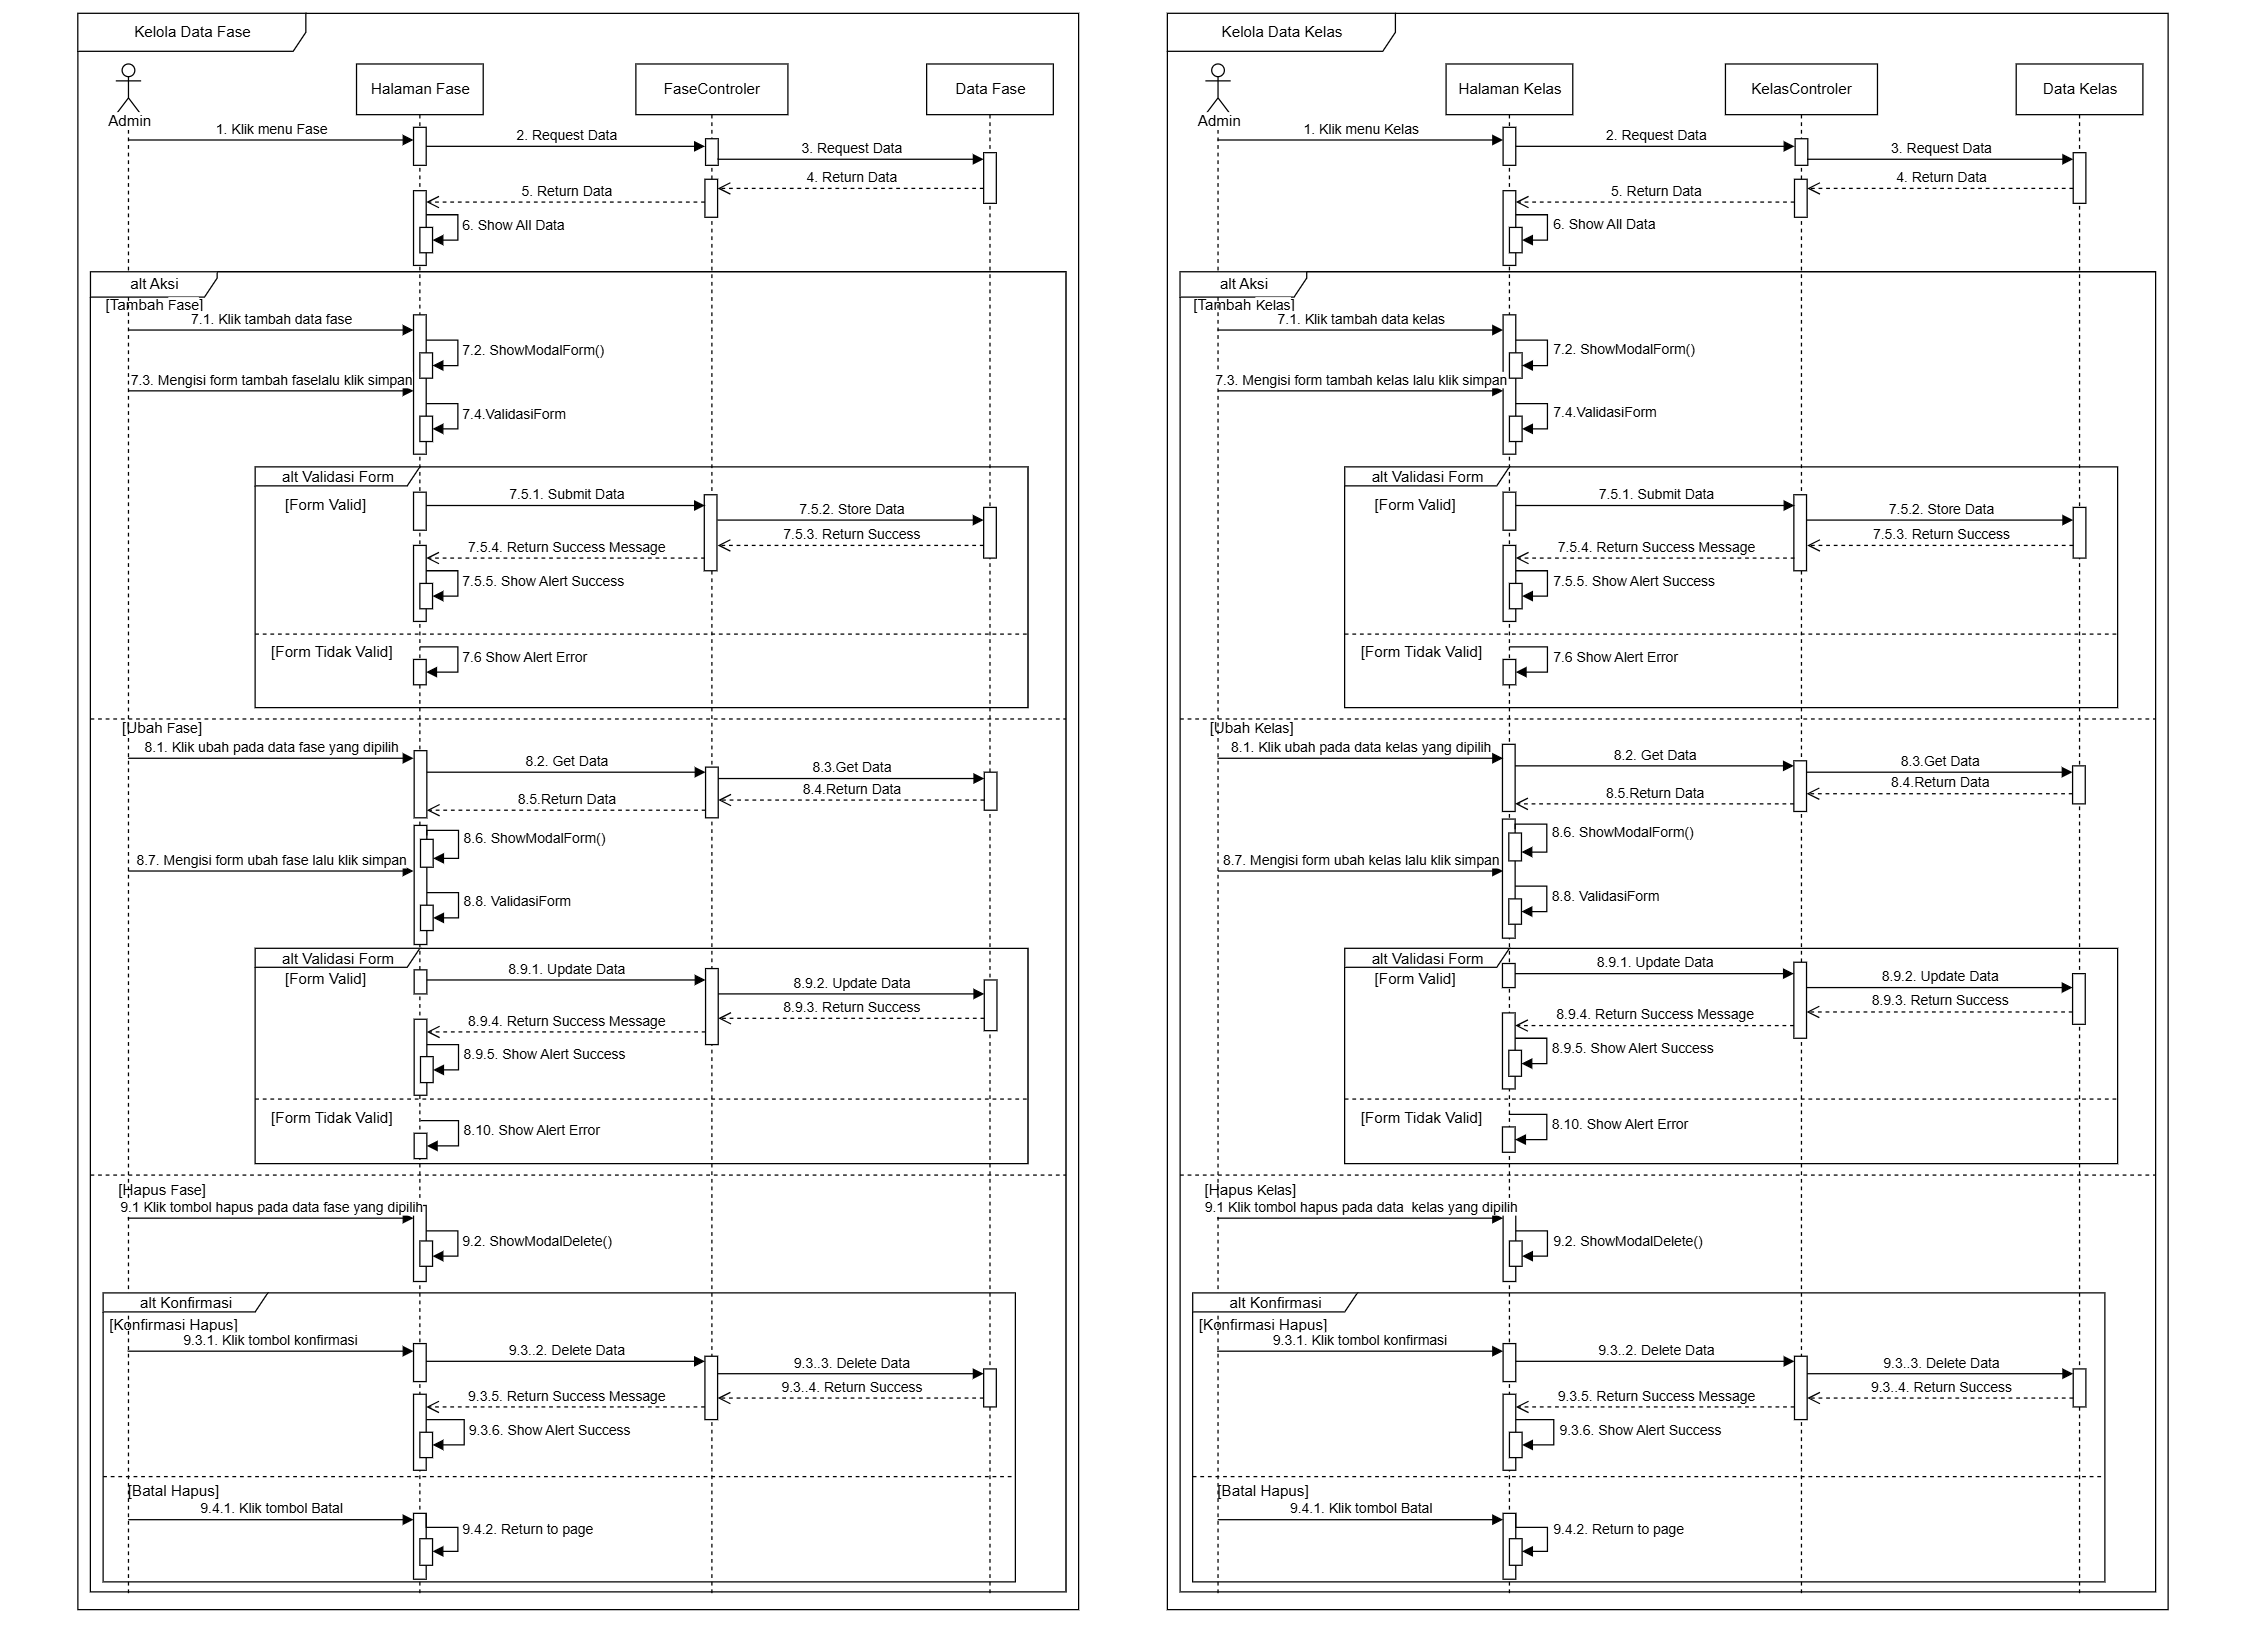 Kelola Data Fase
Admin
Halaman Fase
FaseControler
Data Fase
1. Klik menu Fase
2. Request Data
3. Request Data
4. Return Data
5. Return Data
6. Show All Data
alt Aksi
[Tambah Fase]
7.1. Klik tambah data fase
7.2. ShowModalForm()
7.3. Mengisi form tambah faselalu klik simpan
7.4.ValidasiForm
alt Validasi Form
[Form Valid]
7.5.1. Submit Data
7.5.2. Store Data
7.5.3. Return Success
7.5.4. Return Success Message
7.5.5. Show Alert Success
[Form Tidak Valid]
7.6 Show Alert Error
[Ubah Fase]
8.1. Klik ubah pada data fase yang dipilih
8.2. Get Data
8.3.Get Data
8.4.Return Data
8.5.Return Data
8.6. ShowModalForm()
8.7. Mengisi form ubah fase lalu klik simpan
8.8. ValidasiForm
alt Validasi Form
[Form Valid]
8.9.1. Update Data
8.9.2. Update Data
8.9.3. Return Success
8.9.4. Return Success Message
8.9.5. Show Alert Success
[Form Tidak Valid]
8.10. Show Alert Error
[Hapus Fase]
9.1 Klik tombol hapus pada data fase yang dipilih
9.2. ShowModalDelete()
alt Konfirmasi
[Konfirmasi Hapus]
9.3.1. Klik tombol konfirmasi
9.3..2. Delete Data
9.3..3. Delete Data
9.3..4. Return Success
9.3.5. Return Success Message
9.3.6. Show Alert Success
[Batal Hapus]
9.4.1. Klik tombol Batal
9.4.2. Return to page
Kelola Data Kelas
Admin
Halaman Kelas
KelasControler
Data Kelas
1. Klik menu Kelas
2. Request Data
3. Request Data
4. Return Data
5. Return Data
6. Show All Data
alt Aksi
[Tambah Kelas]
7.1. Klik tambah data kelas
7.2. ShowModalForm()
7.3. Mengisi form tambah kelas lalu klik simpan
7.4.ValidasiForm
alt Validasi Form
[Form Valid]
7.5.1. Submit Data
7.5.2. Store Data
7.5.3. Return Success
7.5.4. Return Success Message
7.5.5. Show Alert Success
[Form Tidak Valid]
7.6 Show Alert Error
[Ubah Kelas]
8.1. Klik ubah pada data kelas yang dipilih
8.2. Get Data
8.3.Get Data
8.4.Return Data
8.5.Return Data
8.6. ShowModalForm()
8.7. Mengisi form ubah kelas lalu klik simpan
8.8. ValidasiForm
alt Validasi Form
[Form Valid]
8.9.1. Update Data
8.9.2. Update Data
8.9.3. Return Success
8.9.4. Return Success Message
8.9.5. Show Alert Success
[Form Tidak Valid]
8.10. Show Alert Error
[Hapus Kelas]
9.1 Klik tombol hapus pada data  kelas yang dipilih
9.2. ShowModalDelete()
alt Konfirmasi
[Konfirmasi Hapus]
9.3.1. Klik tombol konfirmasi
9.3..2. Delete Data
9.3..3. Delete Data
9.3..4. Return Success
9.3.5. Return Success Message
9.3.6. Show Alert Success
[Batal Hapus]
9.4.1. Klik tombol Batal
9.4.2. Return to page